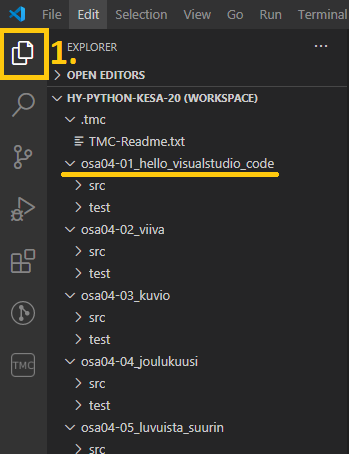 File Edit Selection View Go Run Terminal
1.
EXPLORER
OPEN EDITORS
HY-PYTHON-KESA-20 (WORKSPACE)
.tmc
TMC-Readme.txt
osa04-01_hello_visualstudio_code
src
test
osa04-02_viiva
src
test
osa04-03_kuvio
src
test
osa04-04_joulukuusi
src
test
osa04-05_luvuista_suurin
src
TMC